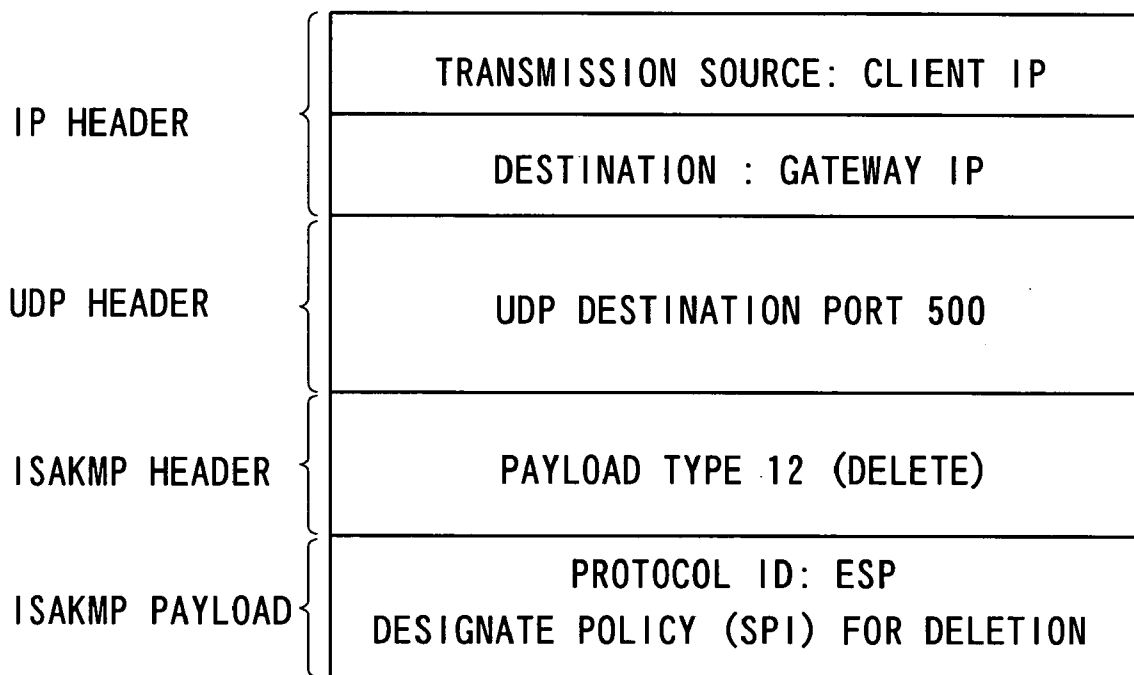 IP HEADER
TRANSMISSION SOURCE: CLIENT IP
DESTINATION : GATEWAY IP
UDP HEADER
UDP DESTINATION PORT 500
ISAKMP HEADER
PAYLOAD TYPE 12 (DELETE)
ISAKMP PAYLOAD
PROTOCOL ID: ESP
DESIGNATE POLICY (SPI) FOR DELETION